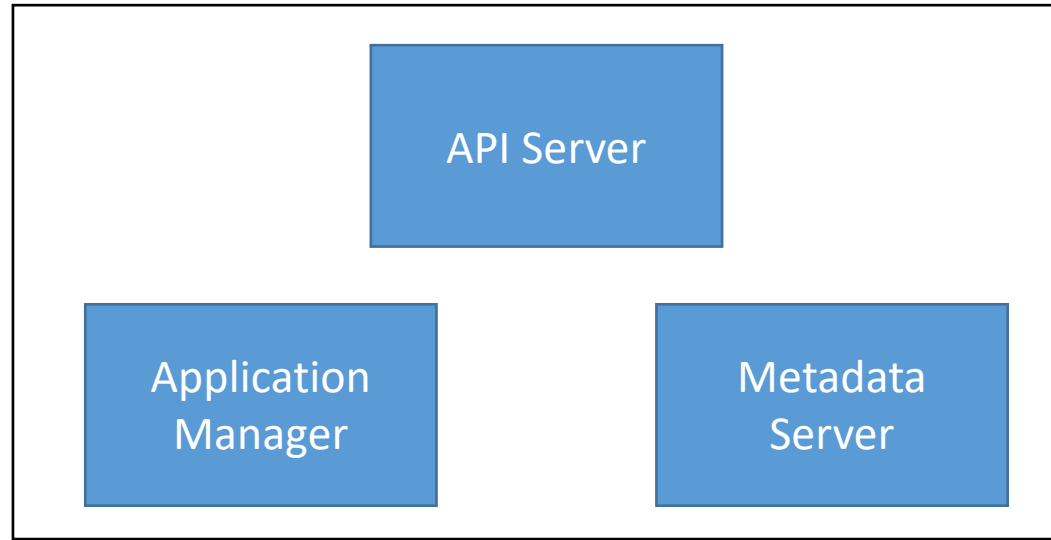 API Server
Application
Manager
Metadata
Server